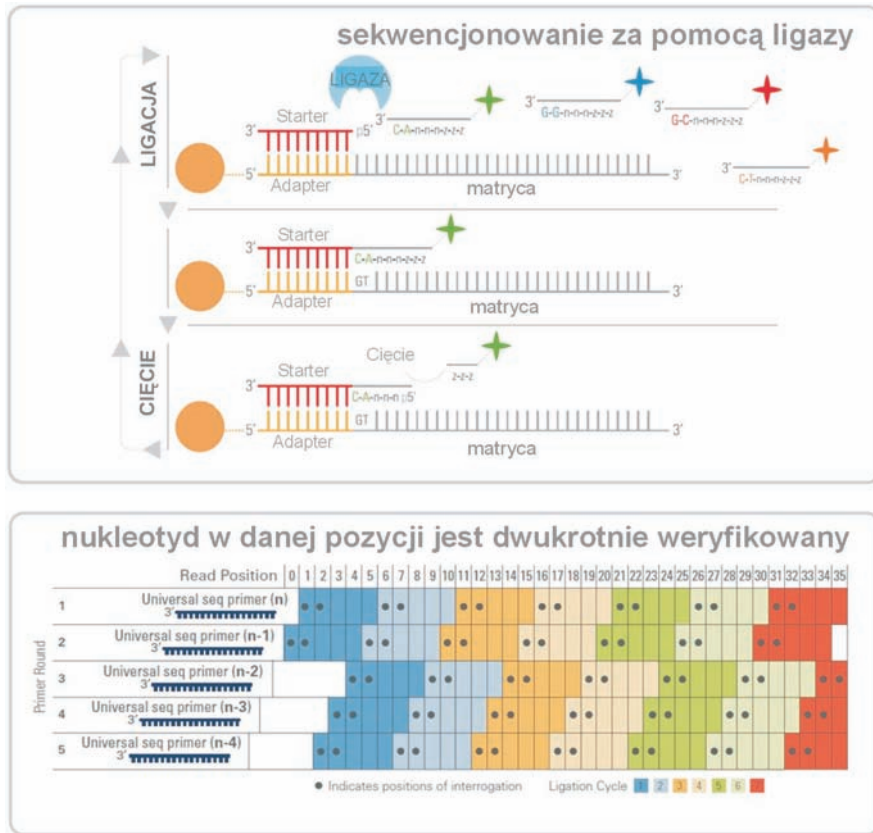 sekwencjonowanie za pomocą ligazy
LIGACJA
LIGAZA
Starter
3' p5' 3'
C-A-n-n-n-z-z-z
3'
G-G-n-n-n-z-z-z
3'
G-C-n-n-n-z-z-z
3'
C-T-n-n-n-z-z-z
5' 3'
Adapter matryca
Starter
3'
C-A-n-n-n-z-z-z
GT
5' 3'
Adapter matryca
CIĘCIE
Cięcie
z-z-z
Starter
3'
C-A-n-n-n p5'
GT
5' 3'
Adapter matryca
nukleotyd w danej pozycji jest dwukrotnie weryfikowany
Read Position 0 1 2 3 4 5 6 7 8 9 10 11 12 13 14 15 16 17 18 19 20 21 22 23 24 25 26 27 28 29 30 31 32 33 34 35
Primer Round
1 Universal seq primer (n)
3'
2 Universal seq primer (n-1)
3'
3 Universal seq primer (n-2)
3'
4 Universal seq primer (n-3)
3'
5 Universal seq primer (n-4)
3'
• Indicates positions of interrogation Ligation Cycle 1 2 3 4 5 6 7